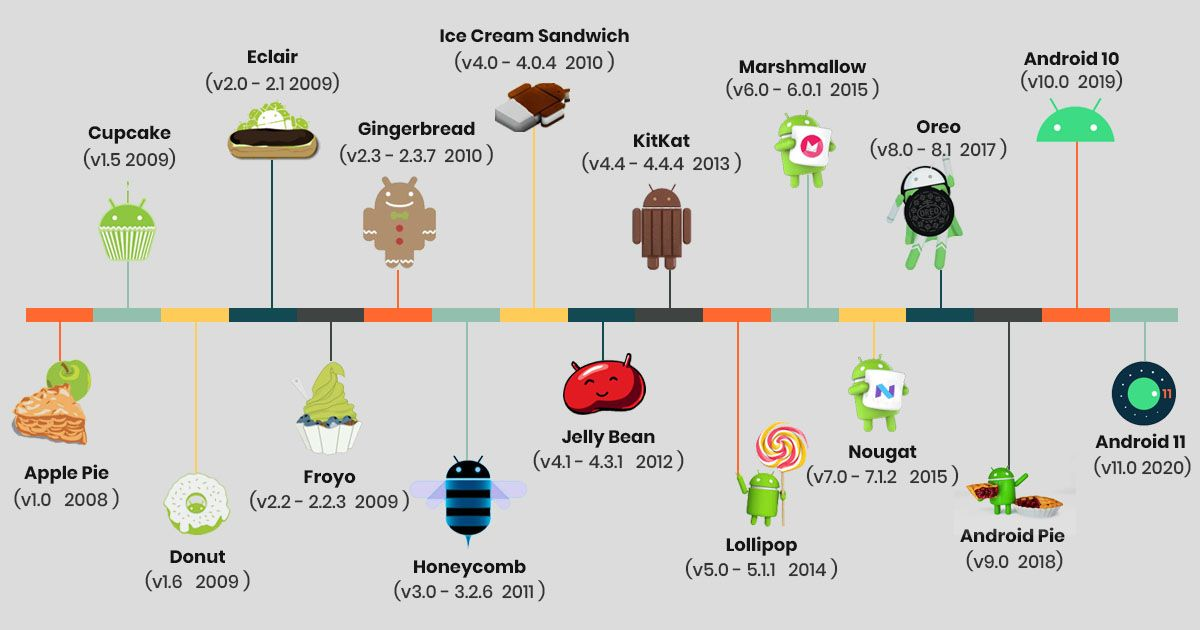 Apple Pie
(v1.0 2008 )
Cupcake
(v1.5 2009)
Donut
(v1.6 2009 )
Eclair
(v2.0 - 2.1 2009)
Froyo
(v2.2 - 2.2.3 2009 )
Gingerbread
(v2.3 - 2.3.7 2010 )
Honeycomb
(v3.0 - 3.2.6 2011 )
Ice Cream Sandwich
(v4.0 - 4.0.4 2010 )
Jelly Bean
(v4.1 - 4.3.1 2012 )
KitKat
(v4.4 - 4.4.4 2013 )
Lollipop
(v5.0 - 5.1.1 2014 )
Marshmallow
(v6.0 - 6.0.1 2015 )
M
Nougat
(v7.0 - 7.1.2 2015 )
N
Oreo
(v8.0 - 8.1 2017 )
OREO
Android Pie
(v9.0 2018)
Android 10
(v10.0 2019)
11
Android 11
(v11.0 2020)